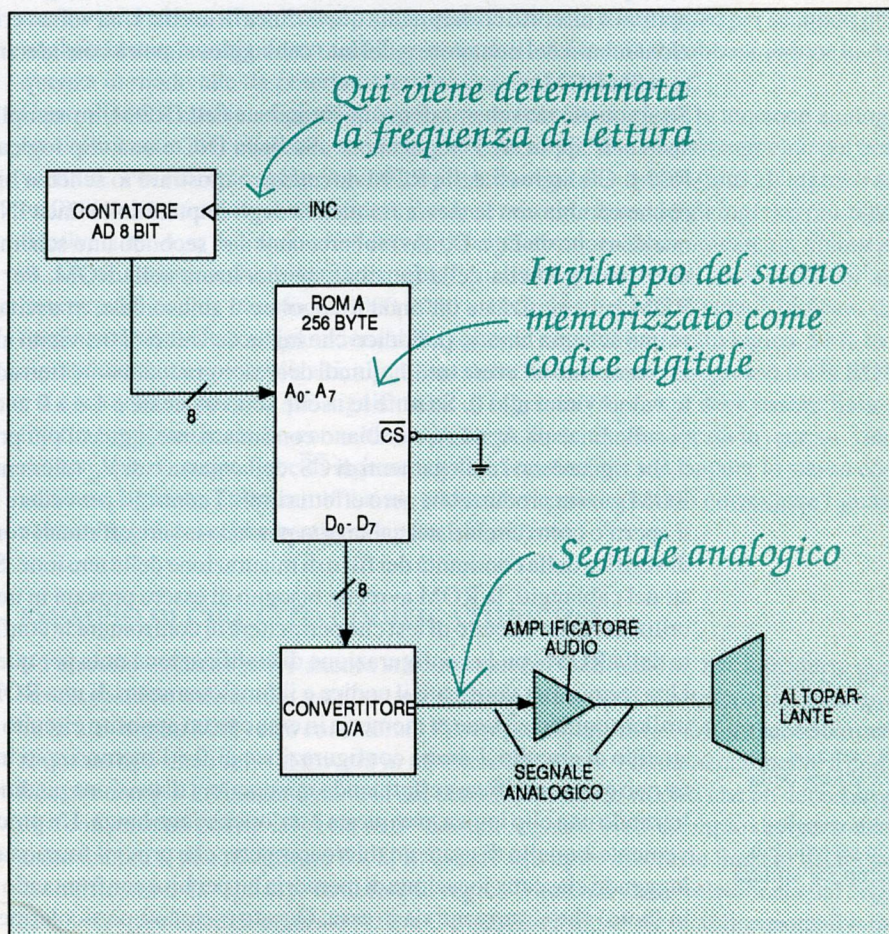 Qui viene determinata
la frequenza di lettura
CONTATORE
AD 8 BIT
INC
ROM A
256 BYTE
Inviluppo del suono
memorizzato come
codice digitale
8
A0- A7
CS
D0- D7
8
Segnale analogico
AMPLIFICATORE
AUDIO
CONVERTITORE
D/A
ALTOPAR-
LANTE
SEGNALE
ANALOGICO